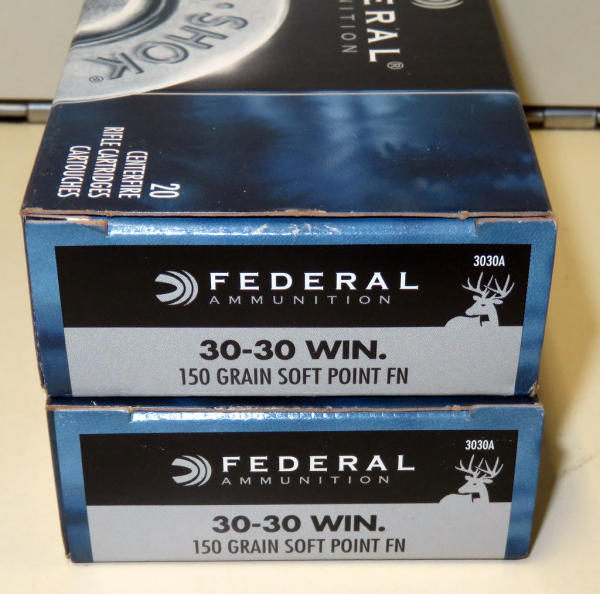 SHOK®
ERAL®
NITION
20
CENTERFIRE
RIFLE CARTRIDGES
CARTOUCHES
3030A
FEDERAL
AMMUNITION
30-30 WIN.
150 GRAIN SOFT POINT FN
3030A
FEDERAL
AMMUNITION
30-30 WIN.
150 GRAIN SOFT POINT FN